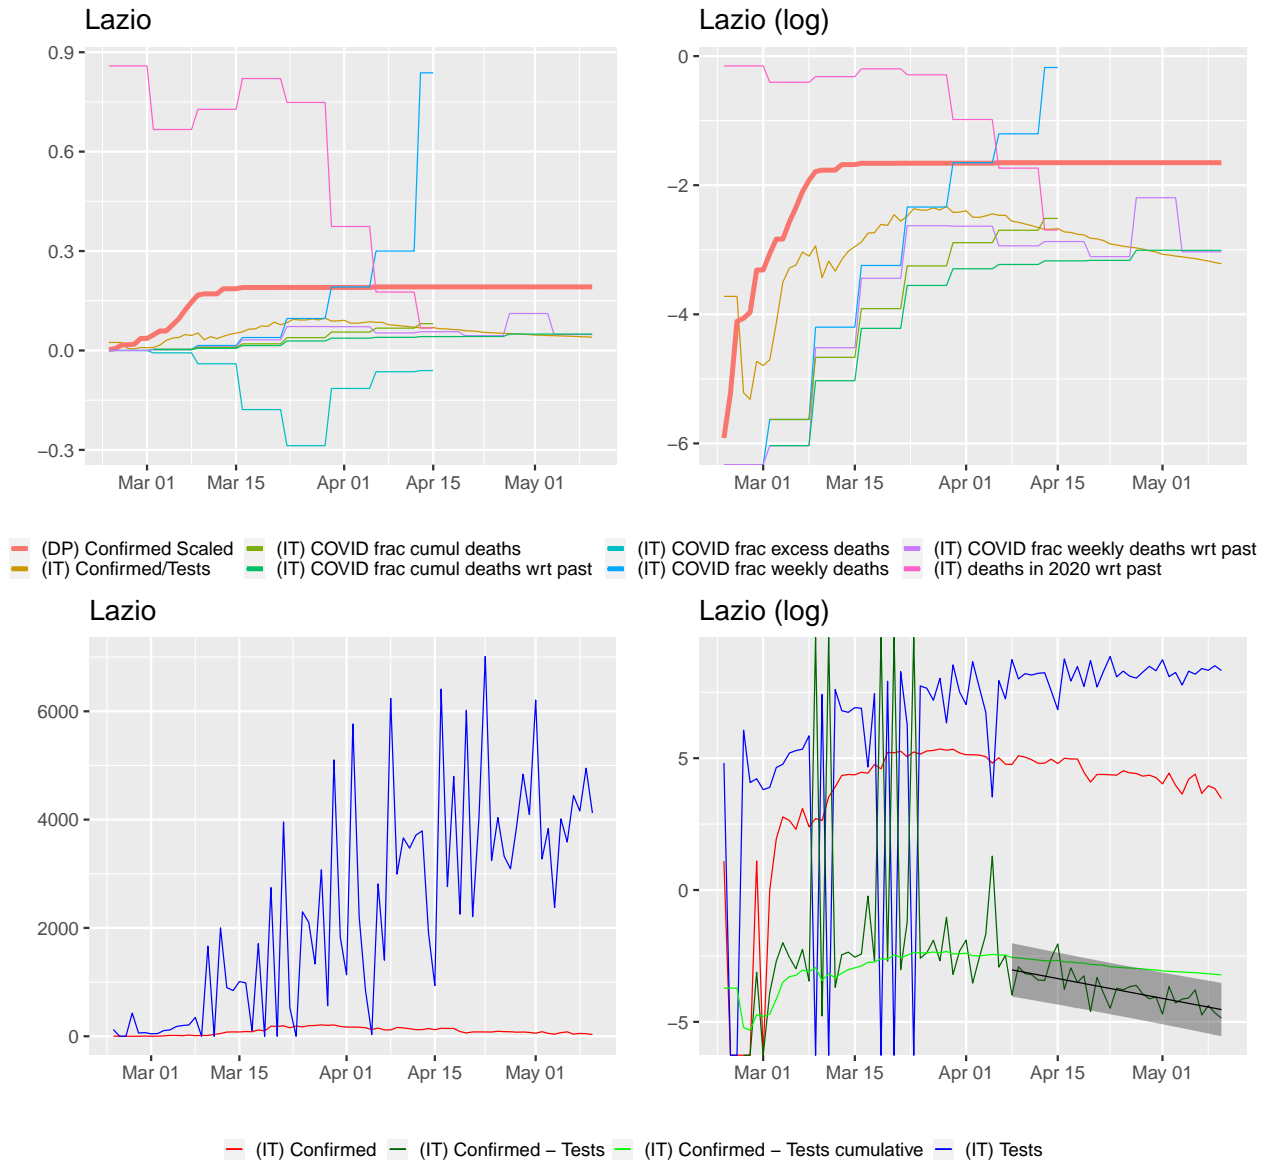 Lazio
0.9
0.6
0.3
0.0
−0.3
Mar 01 Mar 15 Apr 01 Apr 15 May 01
Lazio (log)
0
−2
−4
−6
Mar 01 Mar 15 Apr 01 Apr 15 May 01
(DP) Confirmed Scaled (IT) COVID frac cumul deaths (IT) COVID frac excess deaths (IT) COVID frac weekly deaths wrt past
(IT) Confirmed/Tests (IT) COVID frac cumul deaths wrt past (IT) COVID frac weekly deaths (IT) deaths in 2020 wrt past
Lazio
6000
4000
2000
0
Mar 01 Mar 15 Apr 01 Apr 15 May 01
Lazio (log)
5
0
−5
Mar 01 Mar 15 Apr 01 Apr 15 May 01
(IT) Confirmed (IT) Confirmed − Tests (IT) Confirmed − Tests cumulative (IT) Tests